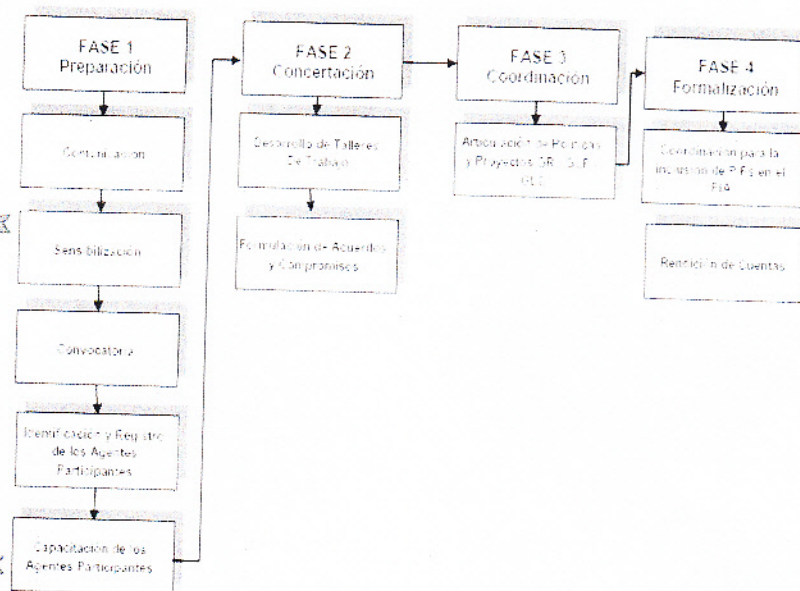 FASE 1
Preparación
Comunicación
Sensibilización
Convocatoria
Identificación y Registro
de los Agentes
Participantes
Capacitación de los
Agentes Participantes
FASE 2
Concertación
Desarrollo de Talleres
De Trabajo
Formulación de Acuerdos
y Compromisos
FASE 3
Coordinación
Articulación de Políticas
y Proyectos
FASE 4
Formalización
Coordinación para la
inclusión de en el
Rendición de Cuentas